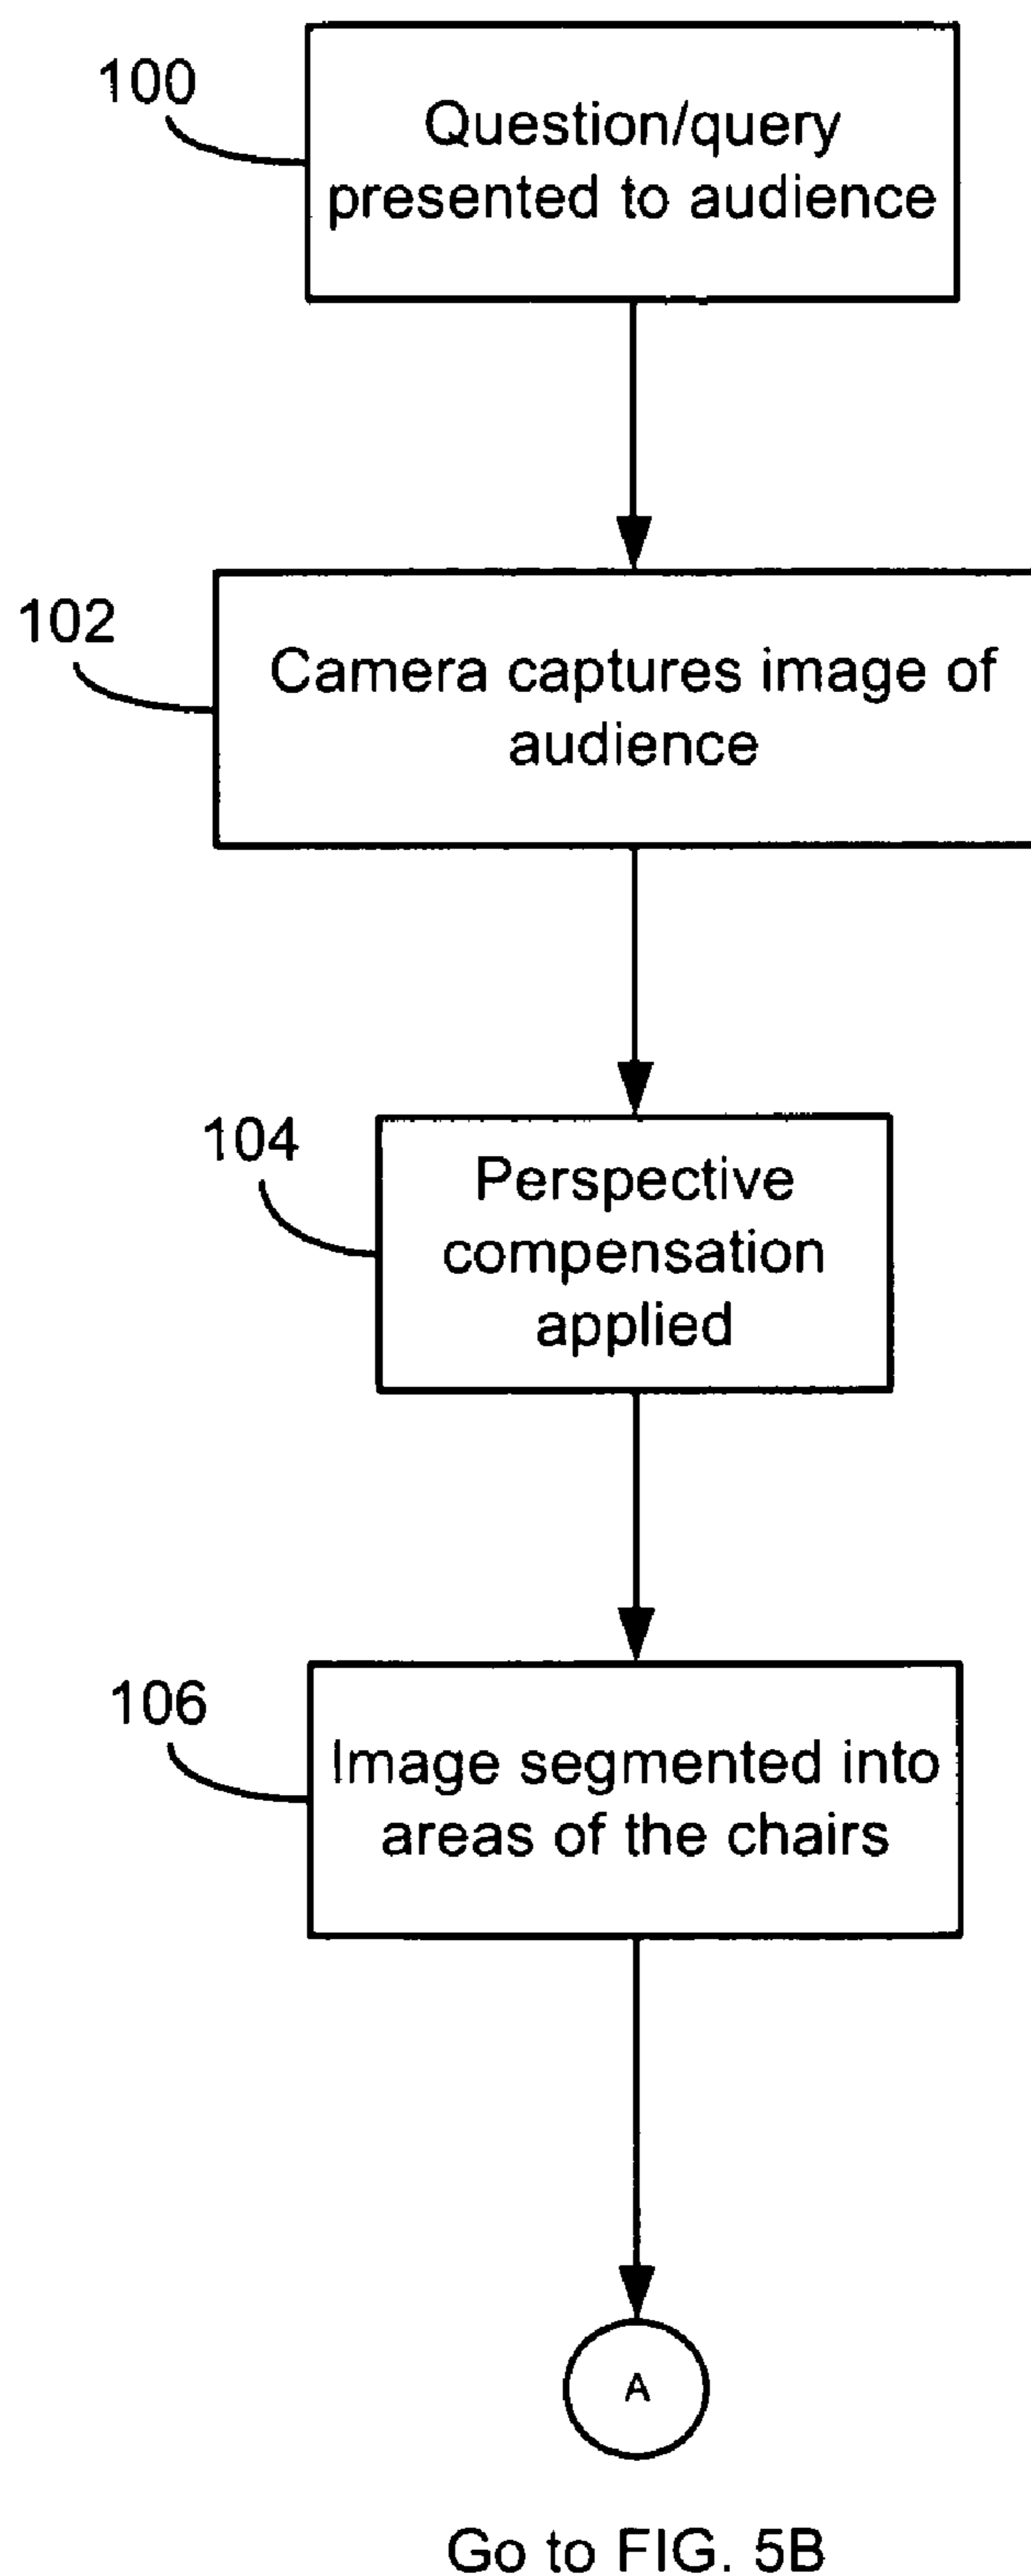 100
Question/query
presented to audience
102
Camera captures image of
audience
104
Perspective
compensation
applied
106
Image segmented into
areas of the chairs
A
Go to FIG. 5B